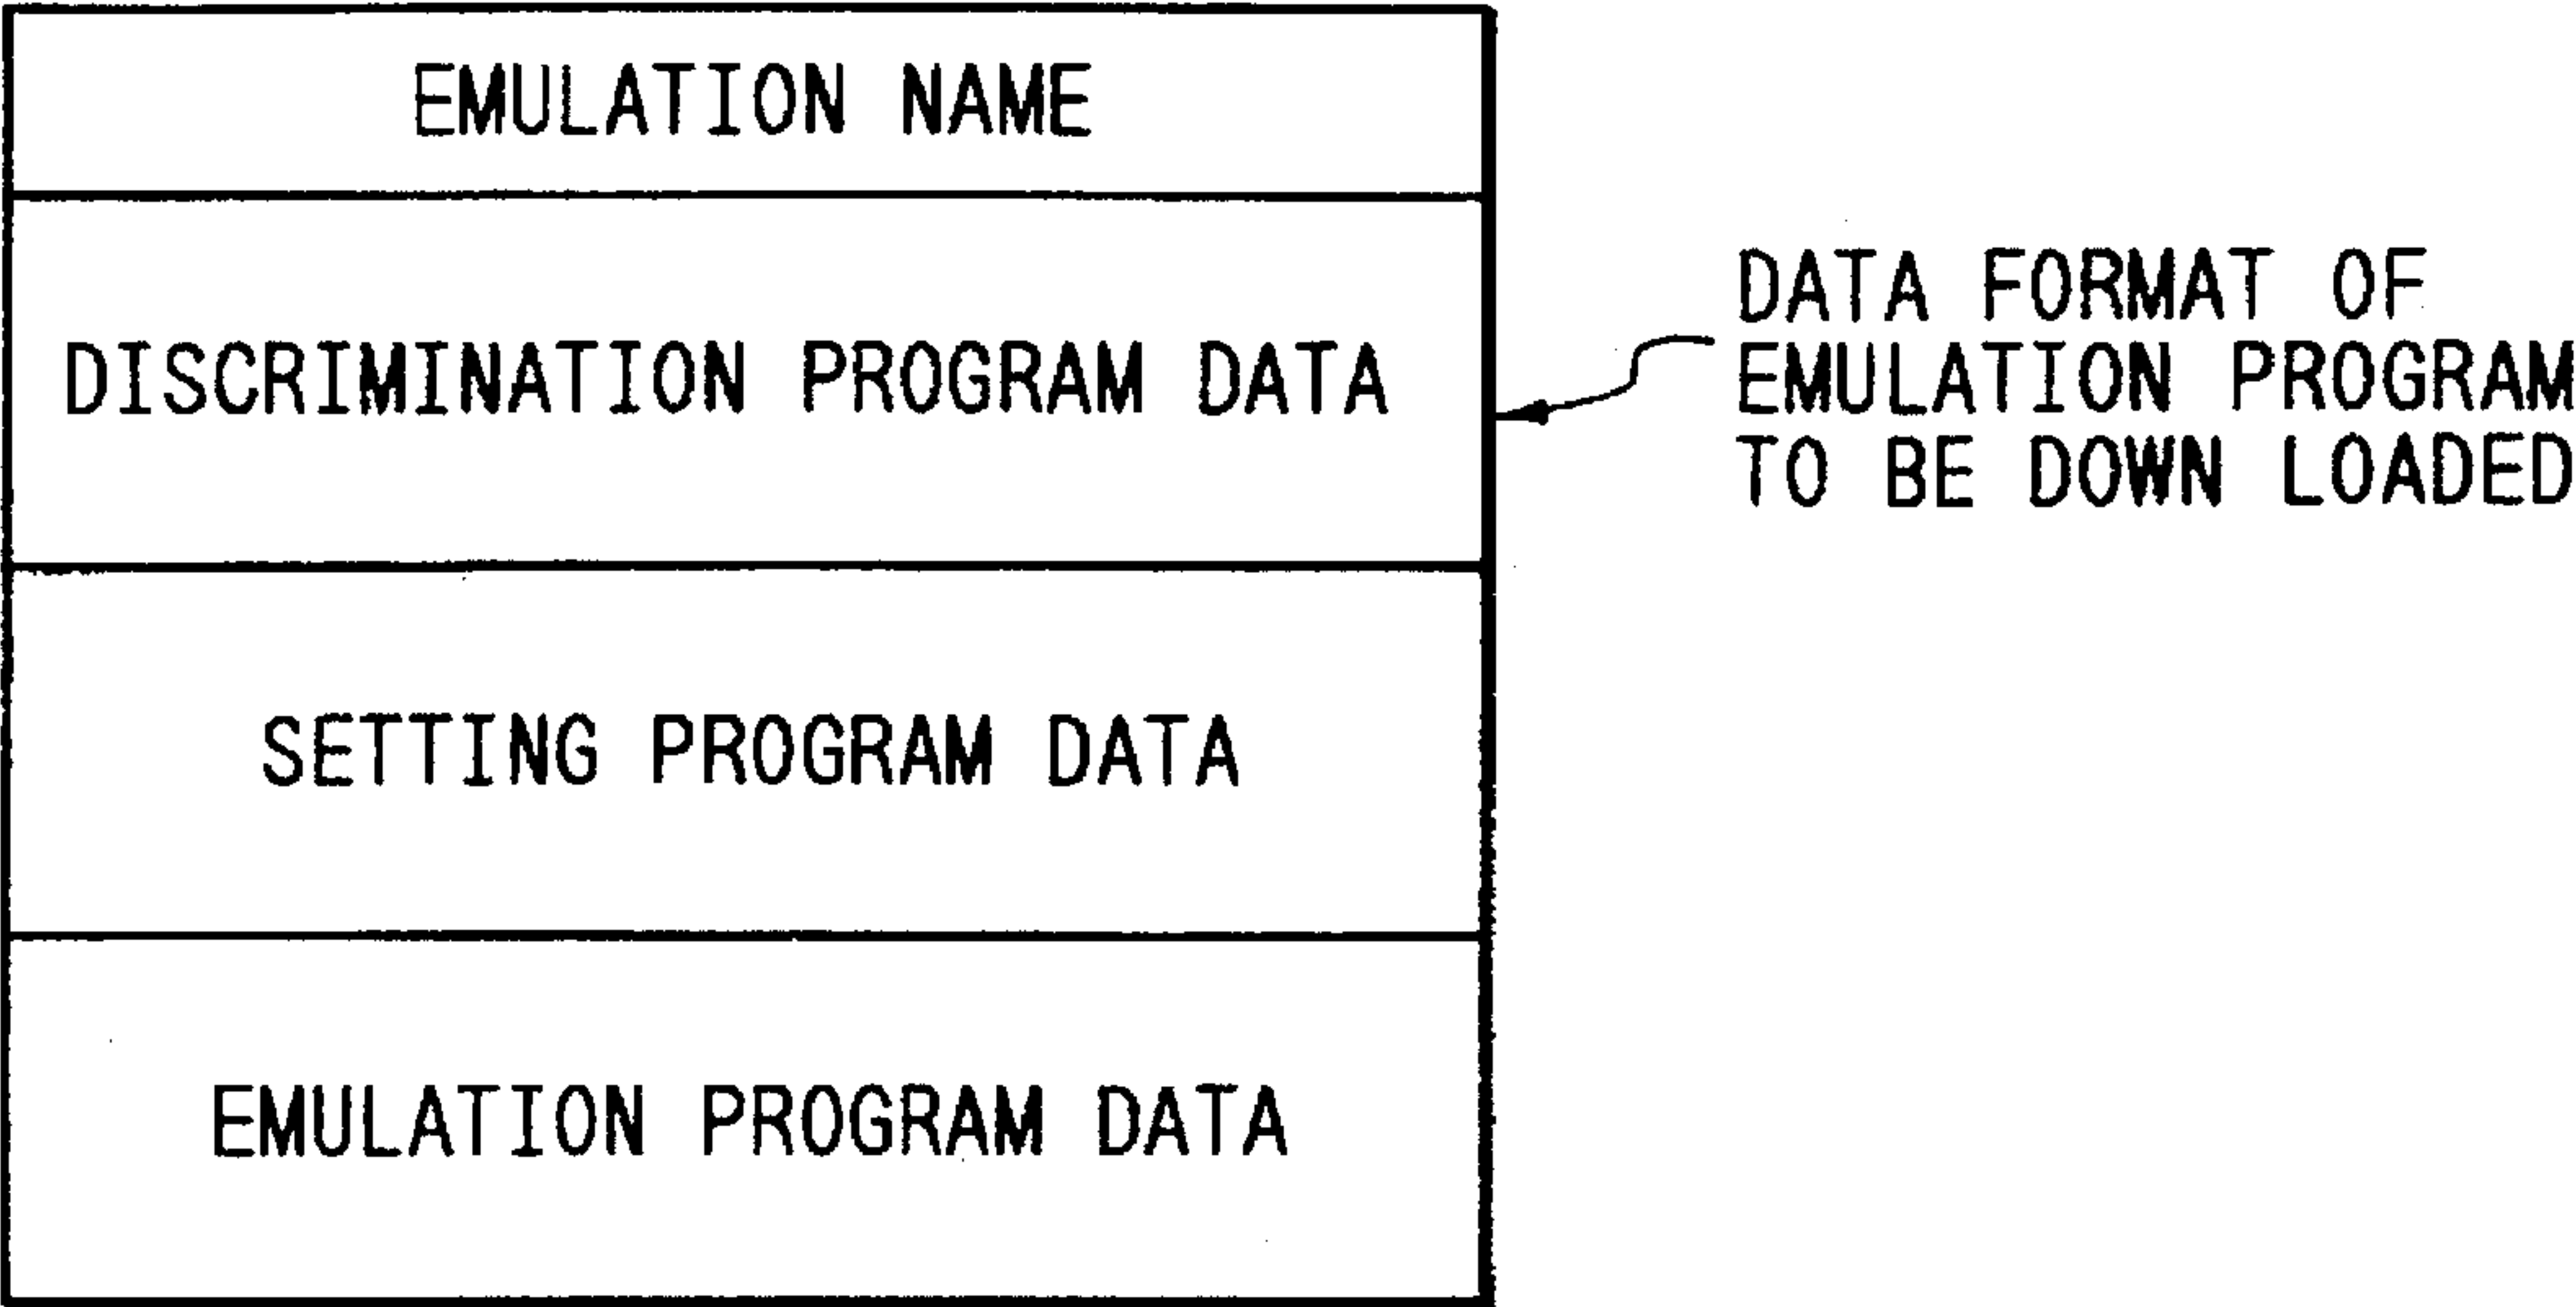 EMULATION NAME
DISCRIMINATION PROGRAM DATA
SETTING PROGRAM DATA
EMULATION PROGRAM DATA
DATA FORMAT OF
EMULATION PROGRAM
TO BE DOWN LOADED